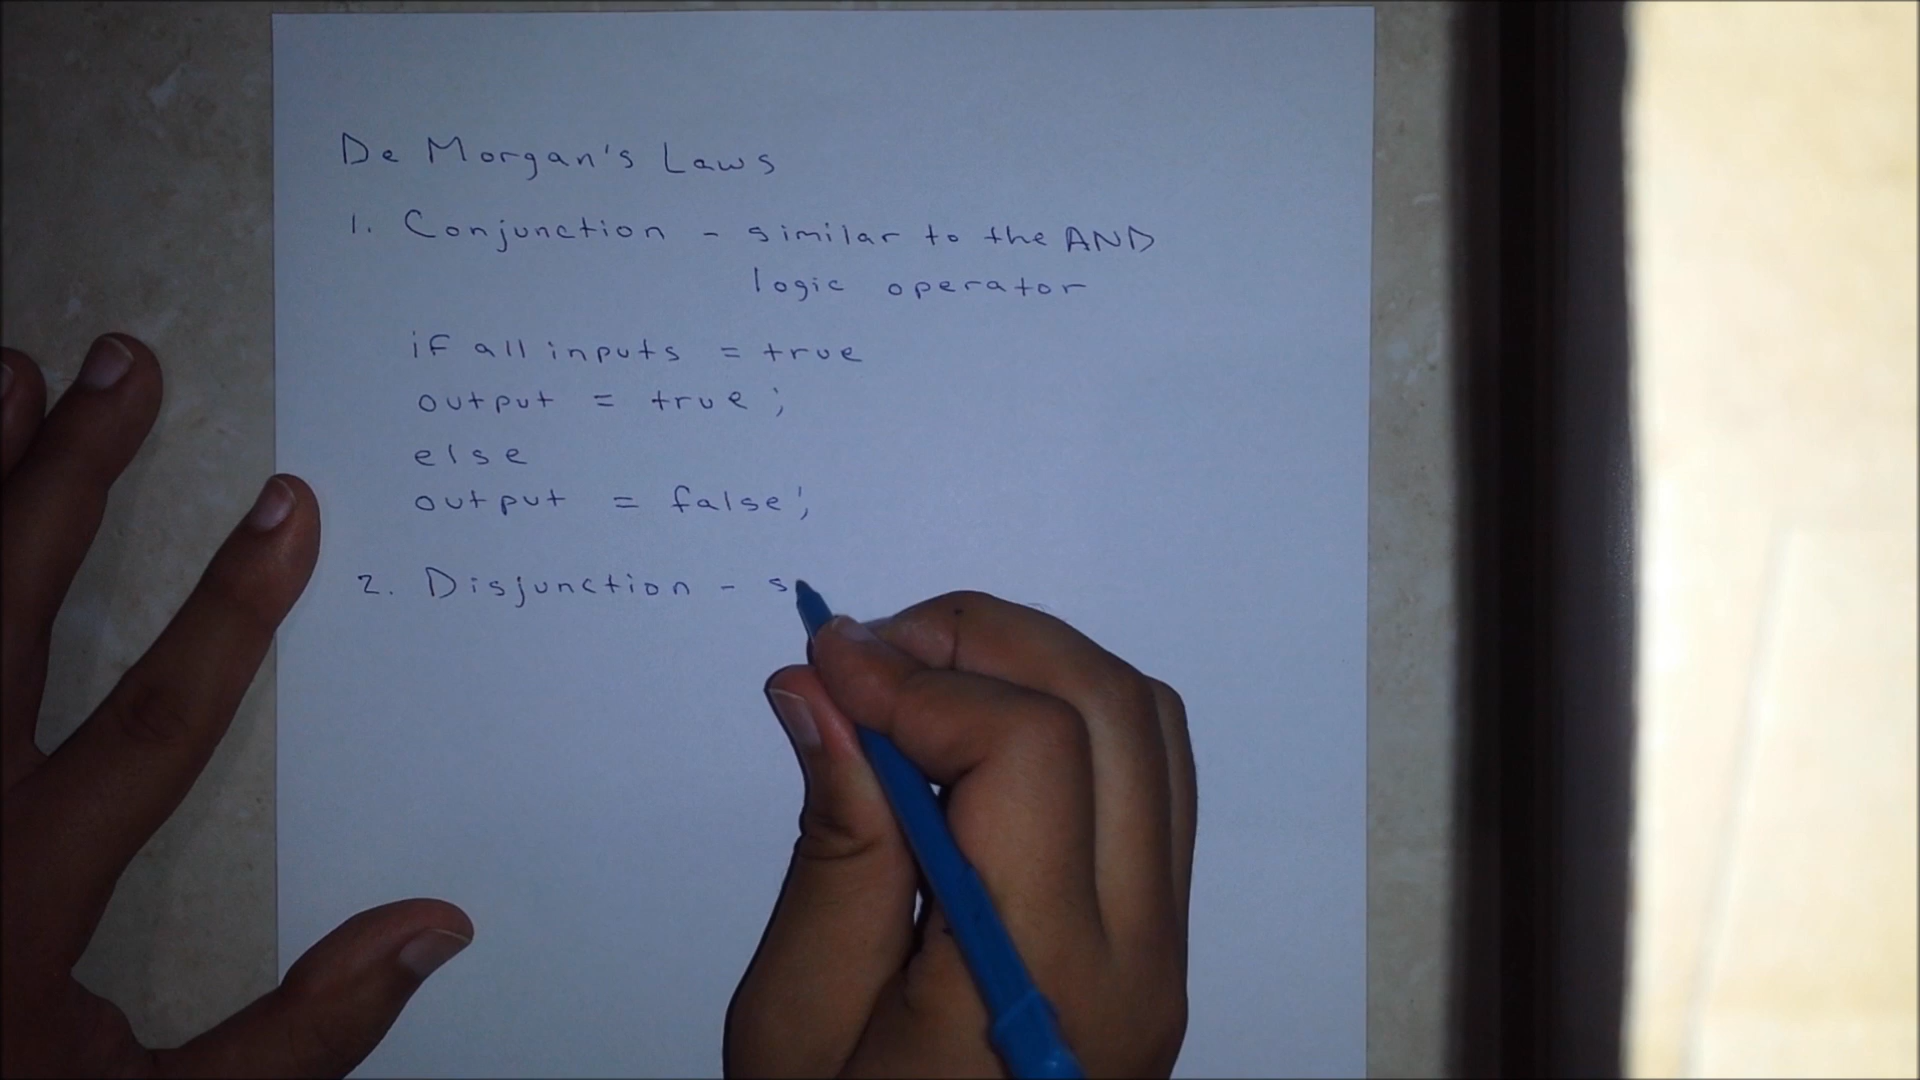 De Morgan's Laws
1. Conjunction - similar to the AND
logic operator
if all inputs = true
output = true ;
else
output = false ;
2. Disjunction - s